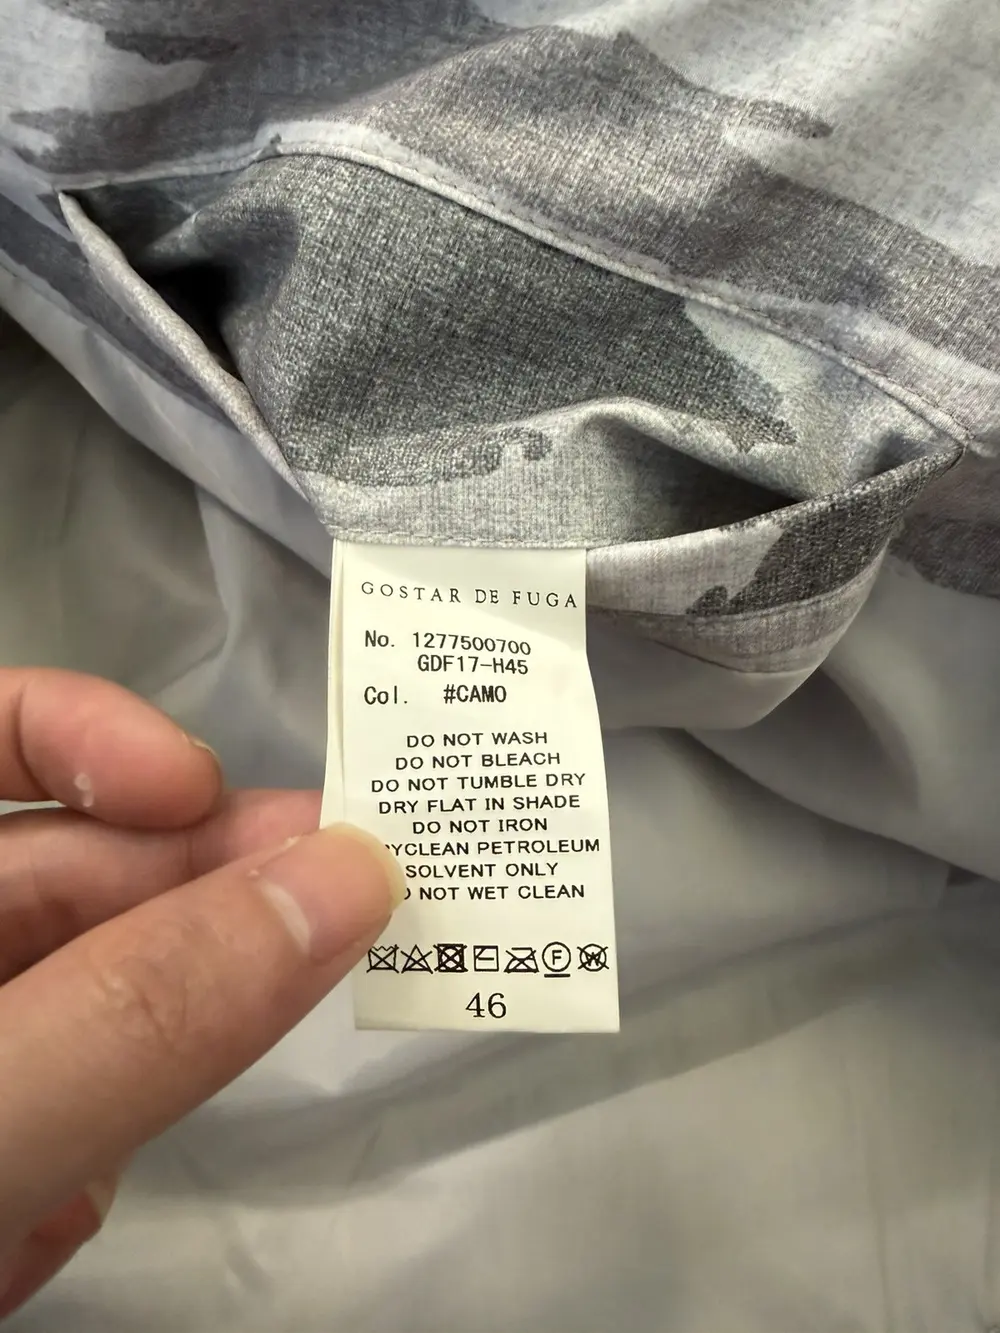 GOSTAR DE FUGA
No. 1277500700
GDF17-H45
Col. #CAMO
DO NOT WASH
DO NOT BLEACH
DO NOT TUMBLE DRY
DRY FLAT IN SHADE
DO NOT IRON
PETROLEUM
SOLVENT ONLY
NOT WET CLEAN
F W
46